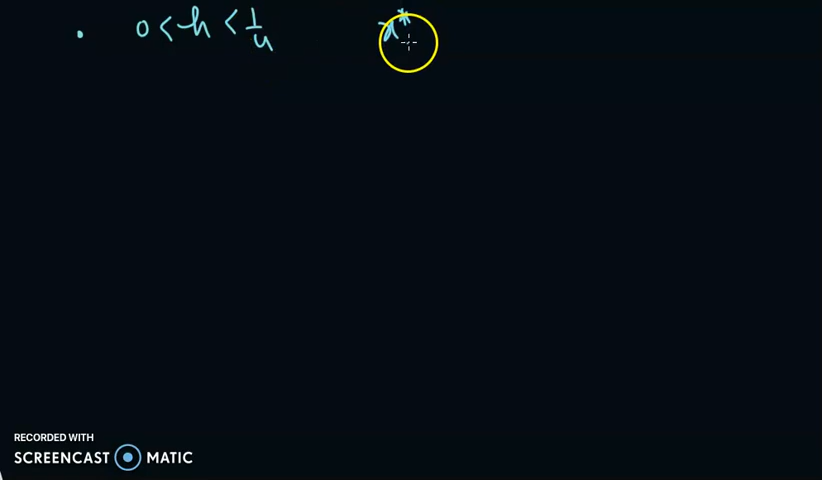 . 0 < h < 1/4 x*
RECORDED WITH
SCREENCAST MATIC